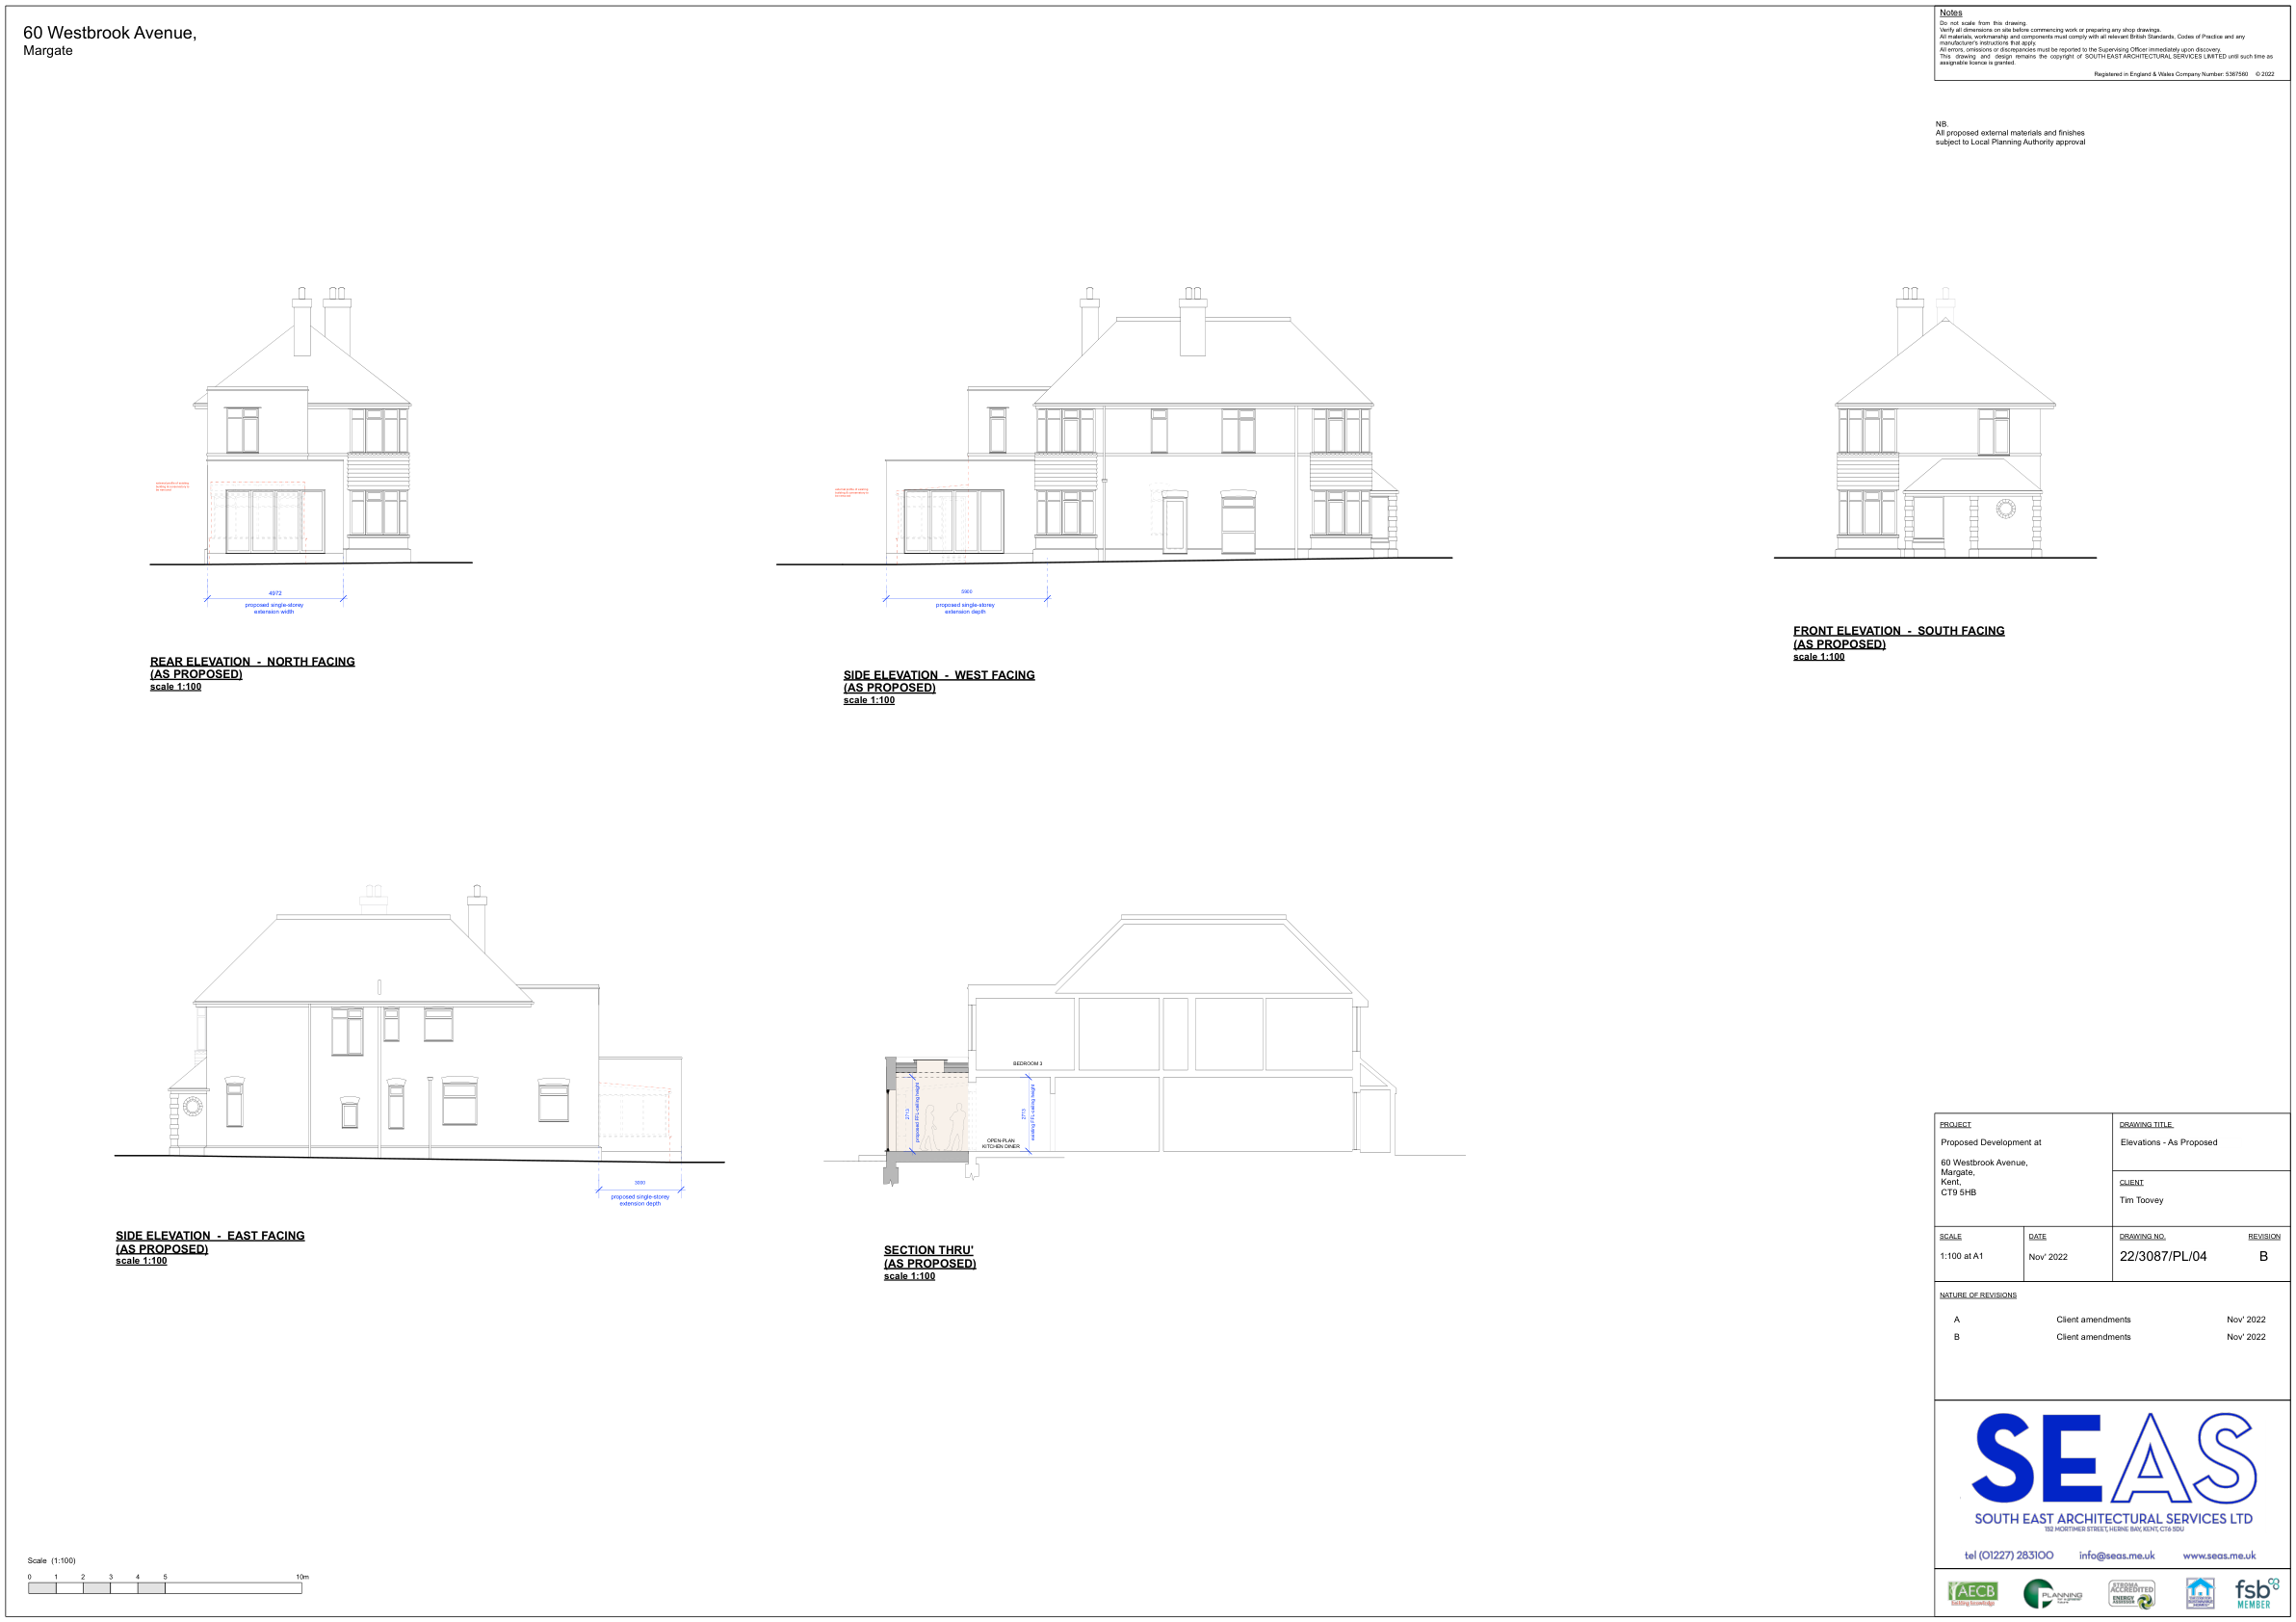 60 Westbrook Avenue,
Margate
Notes
Do not scale from this drawing.
Verify all dimensions on site before commencing work or preparing any shop drawings.
All materials, workmanship and components must comply with all relevant British Standards, Codes of Practice and any
manufacturer's instructions that apply.
All errors, omissions or discrepancies must be reported to the Supervising Officer immediately upon discovery.
This drawing and design remains the copyright of SOUTH EAST ARCHITECTURAL SERVICES LIMITED until such time as
assignable licence is granted.
Registered in England & Wales Company Number: 5367560 © 2022
NB.
All proposed external materials and finishes
subject to Local Planning Authority approval
4972
proposed single-storey
extension width
REAR ELEVATION - NORTH FACING
(AS PROPOSED)
scale 1:100
proposed single-storey
extension depth
SIDE ELEVATION - WEST FACING
(AS PROPOSED)
scale 1:100
FRONT ELEVATION - SOUTH FACING
(AS PROPOSED)
scale 1:100
proposed single-storey
extension depth
SIDE ELEVATION - EAST FACING
(AS PROPOSED)
scale 1:100
BEDROOM 3
proposed FFL-ceiling height
existing FFL-ceiling height
OPEN-PLAN
KITCHEN DINER
SECTION THRU'
(AS PROPOSED)
scale 1:100
PROJECT
Proposed Development at
60 Westbrook Avenue,
Margate,
Kent,
CT9 5HB
DRAWING TITLE
Elevations - As Proposed
CLIENT
Tim Toovey
SCALE
1:100 at A1
DATE
Nov' 2022
DRAWING NO.
22/3087/PL/04
REVISION
B
NATURE OF REVISIONS
A Client amendments Nov' 2022
B Client amendments Nov' 2022
SEAS
SOUTH EAST ARCHITECTURAL SERVICES LTD
152 MORTIMER STREET, HERNE BAY, KENT, CT6 5DU
tel (01227) 283100 info@seas.me.uk www.seas.me.uk
AECB
building knowledge
PLANNING
STROMA
ACCREDITED
ENERGY
ASSESSOR
fsb
MEMBER
Scale (1:100)
0 1 2 3 4 5 10m